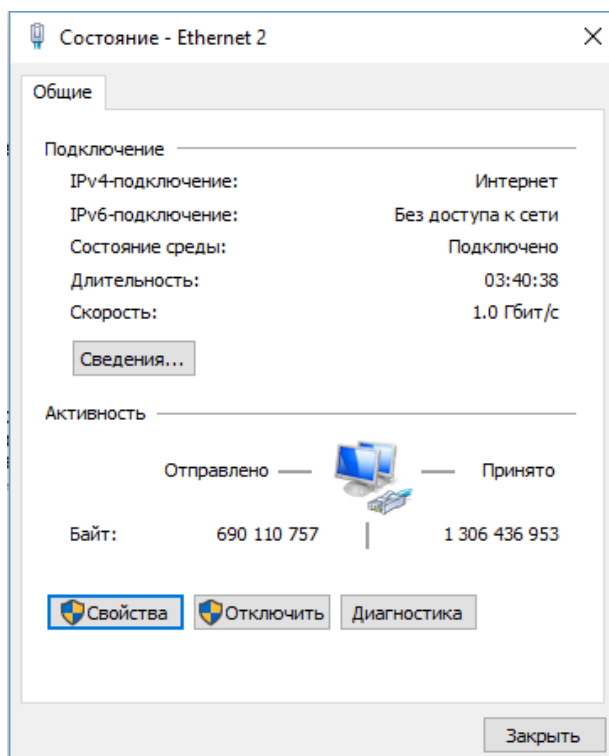 Состояние - Ethernet 2
Общие
Подключение
IPv4-подключение: Интернет
IPv6-подключение: Без доступа к сети
Состояние среды: Подключено
Длительность: 03:40:38
Скорость: 1.0 Гбит/с
Сведения...
Активность
Отправлено — — Принято
Байт: 690 110 757 1 306 436 953
Свойства Отключить Диагностика
Закрыть